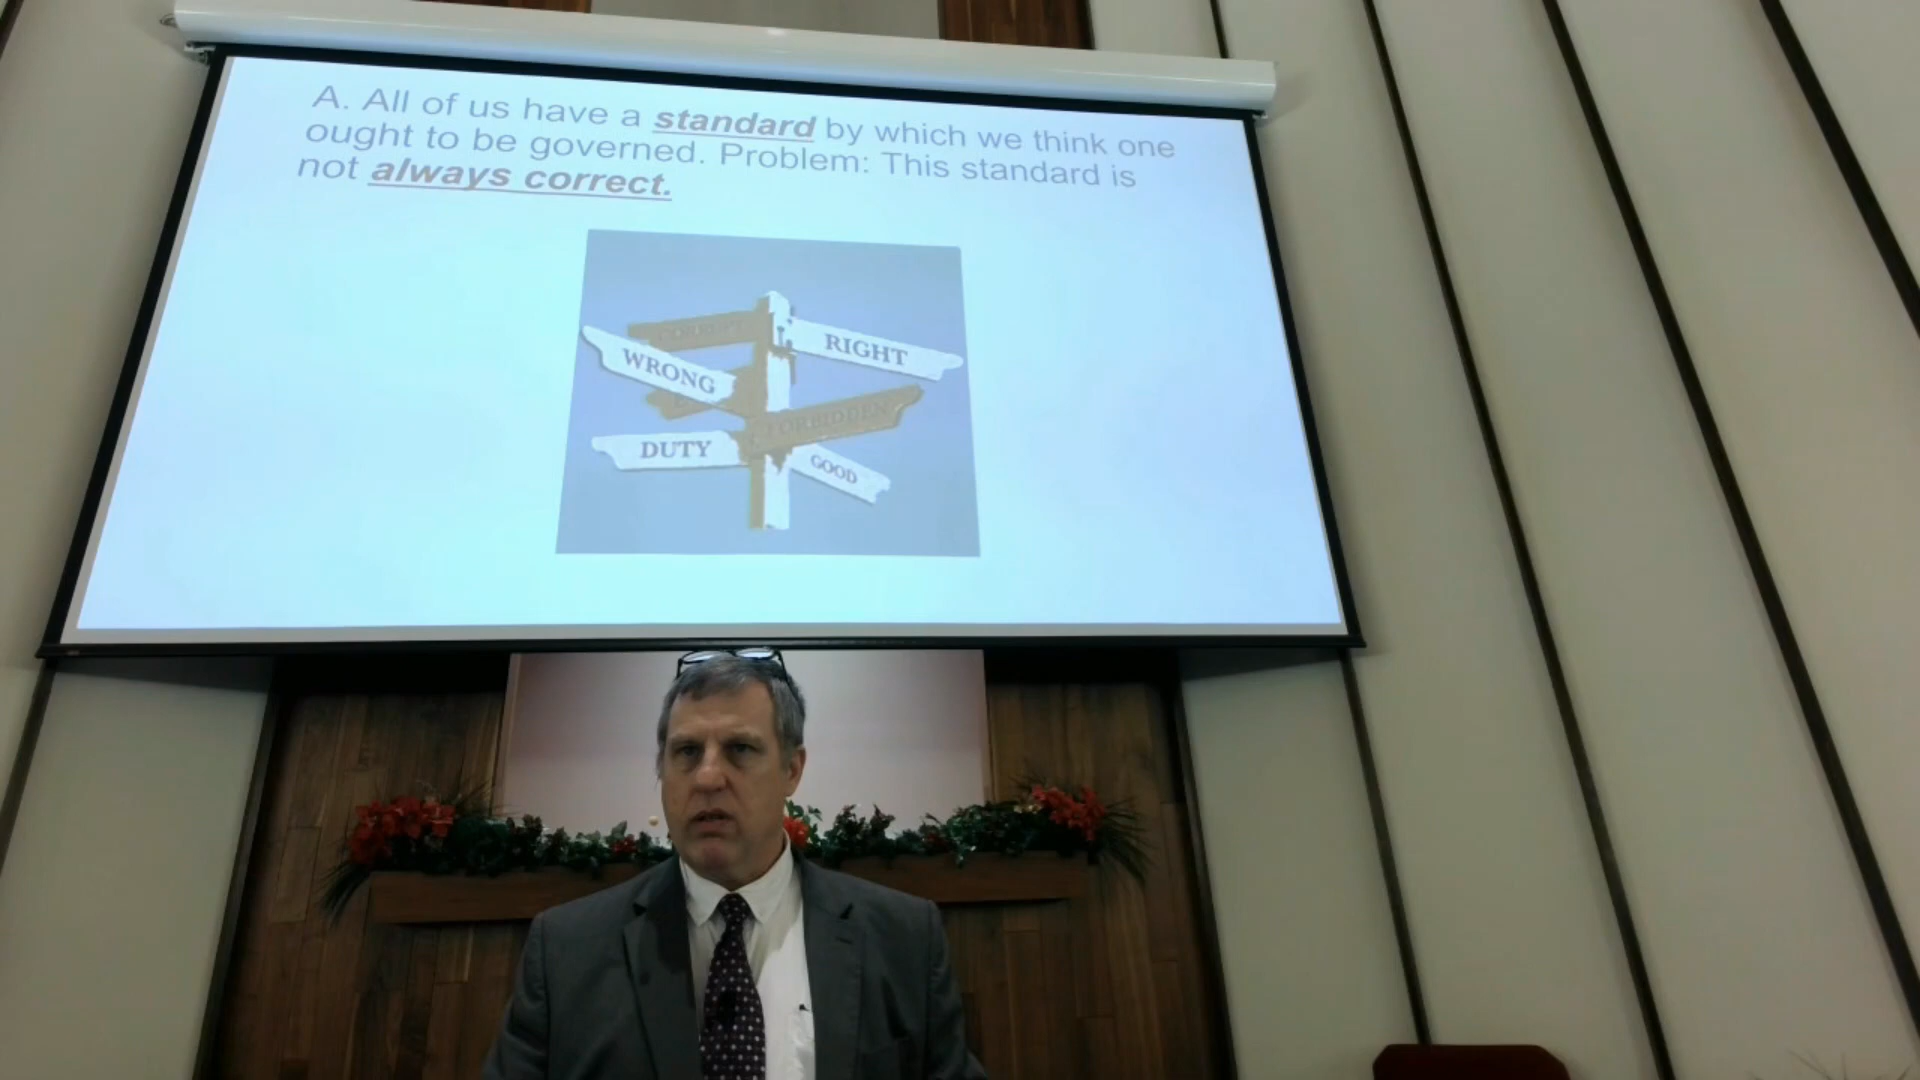 A. All of us have a standard by which we think one
ought to be governed. Problem: This standard is
not always correct.
RIGHT
WRONG
FORBIDDEN
DUTY
GOOD